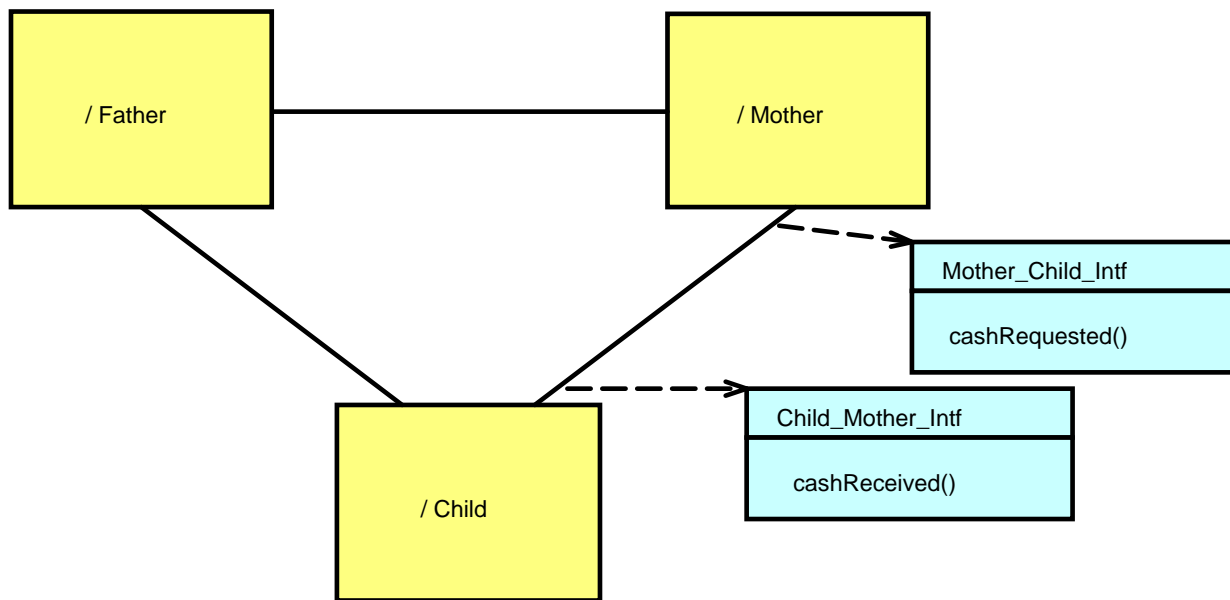 / Father
/ Mother
Mother_Child_Intf
cashRequested()
Child_Mother_Intf
cashReceived()
/ Child